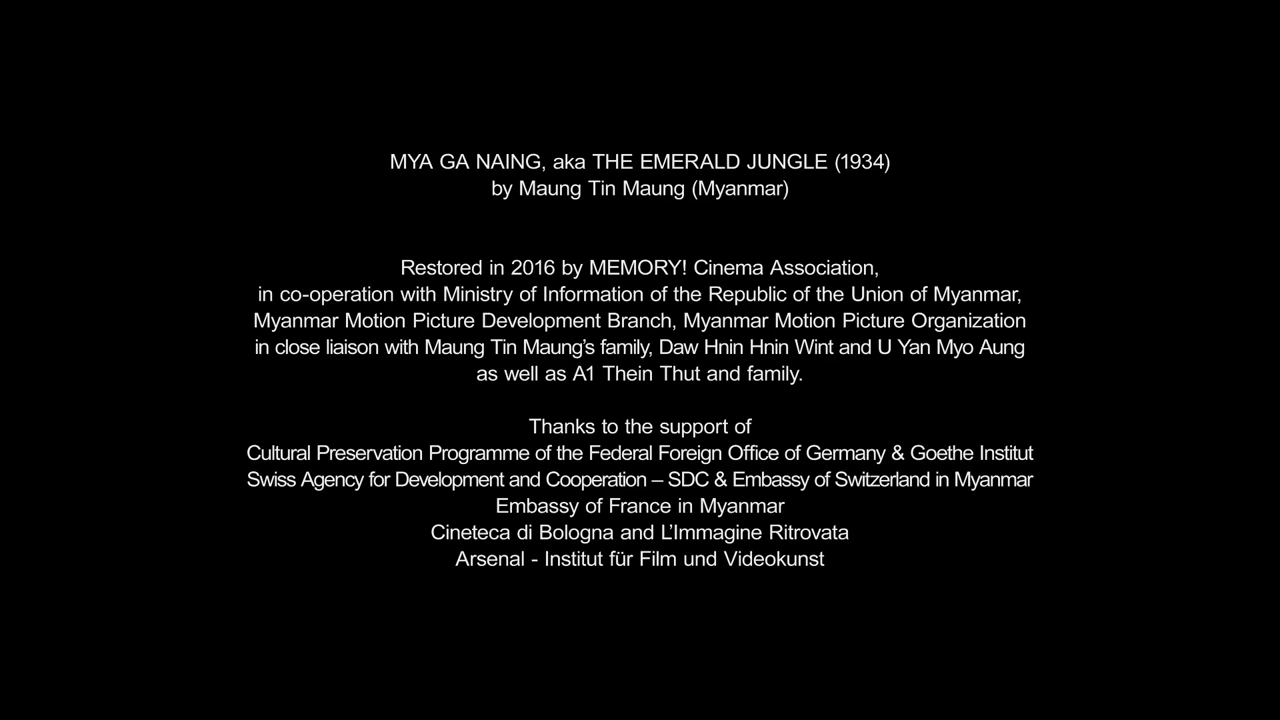 MYA GA NAING, aka THE EMERALD JUNGLE (1934)
by Maung Tin Maung (Myanmar)
Restored in 2016 by MEMORY! Cinema Association,
in co-operation with Ministry of Information of the Republic of the Union of Myanmar,
Myanmar Motion Picture Development Branch, Myanmar Motion Picture Organization
in close liaison with Maung Tin Maung's family, Daw Hnin Hnin Wint and U Yan Myo Aung
as well as A1 Thein Thut and family.
Thanks to the support of
Cultural Preservation Programme of the Federal Foreign Office of Germany & Goethe Institut
Swiss Agency for Development and Cooperation – SDC & Embassy of Switzerland in Myanmar
Embassy of France in Myanmar
Cineteca di Bologna and L'Immagine Ritrovata
Arsenal - Institut für Film und Videokunst